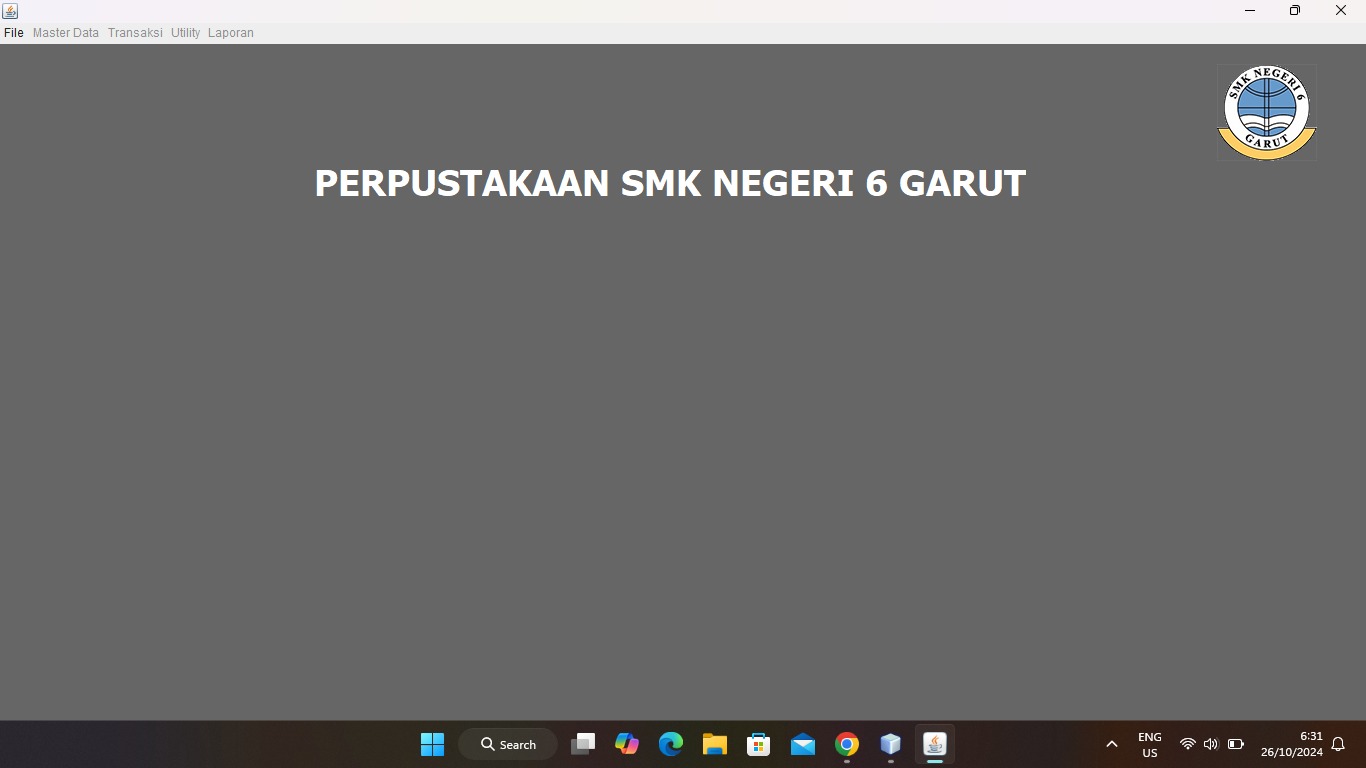 File Master Data Transaksi Utility Laporan
SMK NEGERI 6
GARUT
PERPUSTAKAAN SMK NEGERI 6 GARUT
Search
ENG
US
6:31
26/10/2024